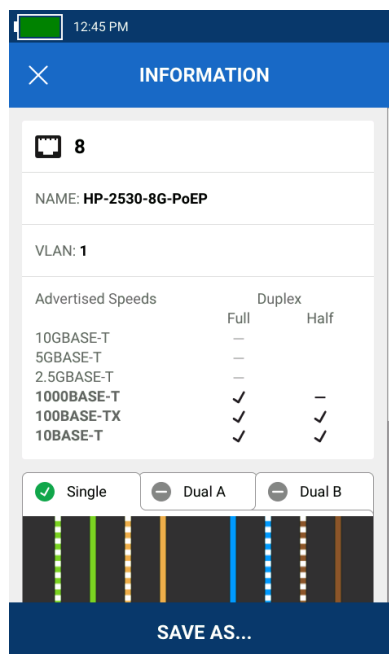 12:45 PM
INFORMATION
8
NAME: HP-2530-8G-PoEP
VLAN: 1
Advertised Speeds Duplex
Full Half
10GBASE-T —
5GBASE-T —
2.5GBASE-T —
1000BASE-T ✓ –
100BASE-TX ✓ ✓
10BASE-T ✓ ✓
Single Dual A Dual B
SAVE AS...